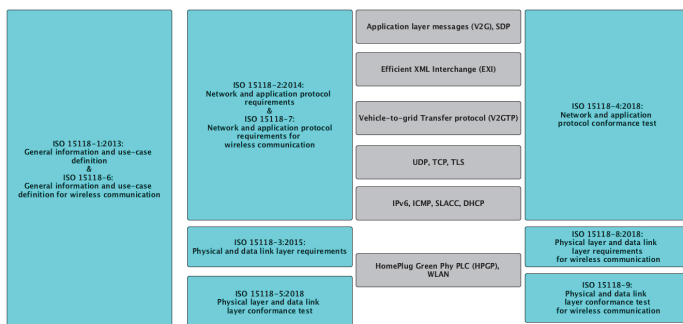 ISO 15118-1:2013:
General information and use-case
definition
&
ISO 15118-6:
General information and use-case
definition for wireless communication
ISO 15118-2:2014:
Network and application protocol
requirements
&
ISO 15118-7:
Network and application protocol
requirements for
wireless communication
ISO 15118-3:2015:
Physical and data link layer requirements
ISO 15118-5:2018
Physical layer and data link
layer conformance test
Application layer messages (V2G), SDP
Efficient XML Interchange (EXI)
Vehicle-to-grid Transfer protocol (V2GTP)
UDP, TCP, TLS
IPv6, ICMP, SLACC, DHCP
HomePlug Green Phy PLC (HPGP),
WLAN
ISO 15118-4:2018:
Network and application
protocol conformance test
ISO 15118-8:2018:
Physical layer and data link
layer requirements
for wireless communication
ISO 15118-9:
Physical and data link
layer conformance test
for wireless communication